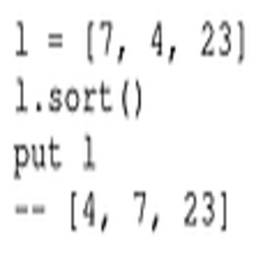 l = [7, 4, 23]
l.sort()
put l
-- [4, 7, 23]